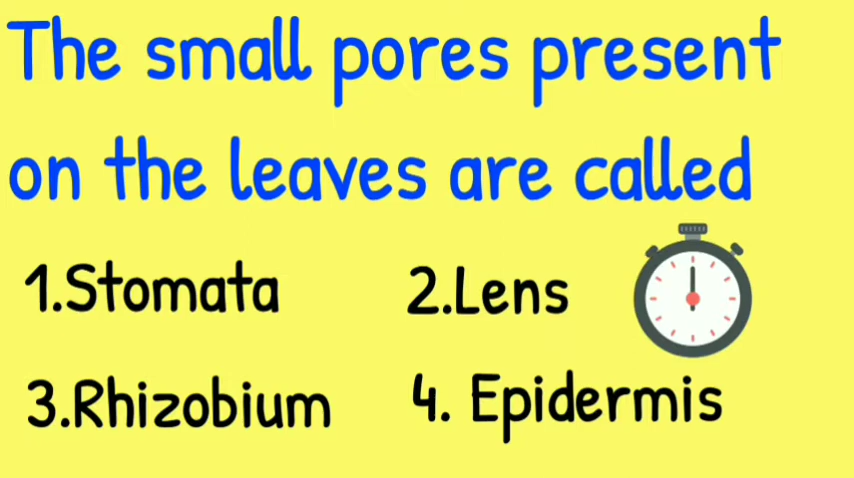 The small pores present
on the leaves are called
1.Stomata 2.Lens
3.Rhizobium 4. Epidermis